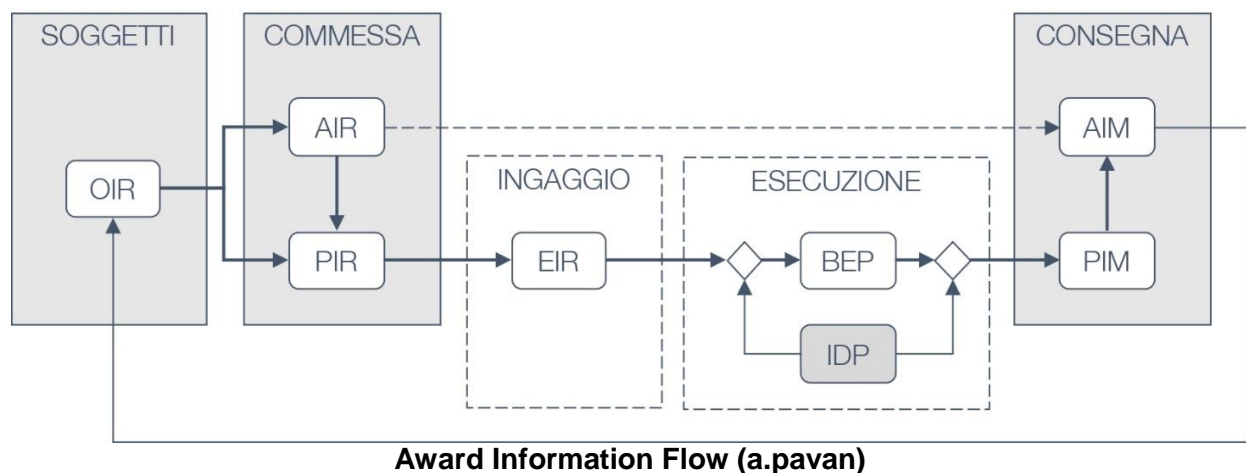 SOGGETTI
COMMESSA
CONSEGNA
AIR
AIM
INGAGGIO
ESECUZIONE
OIR
PIR
EIR
BEP
PIM
IDP
Award Information Flow (a.pavan)